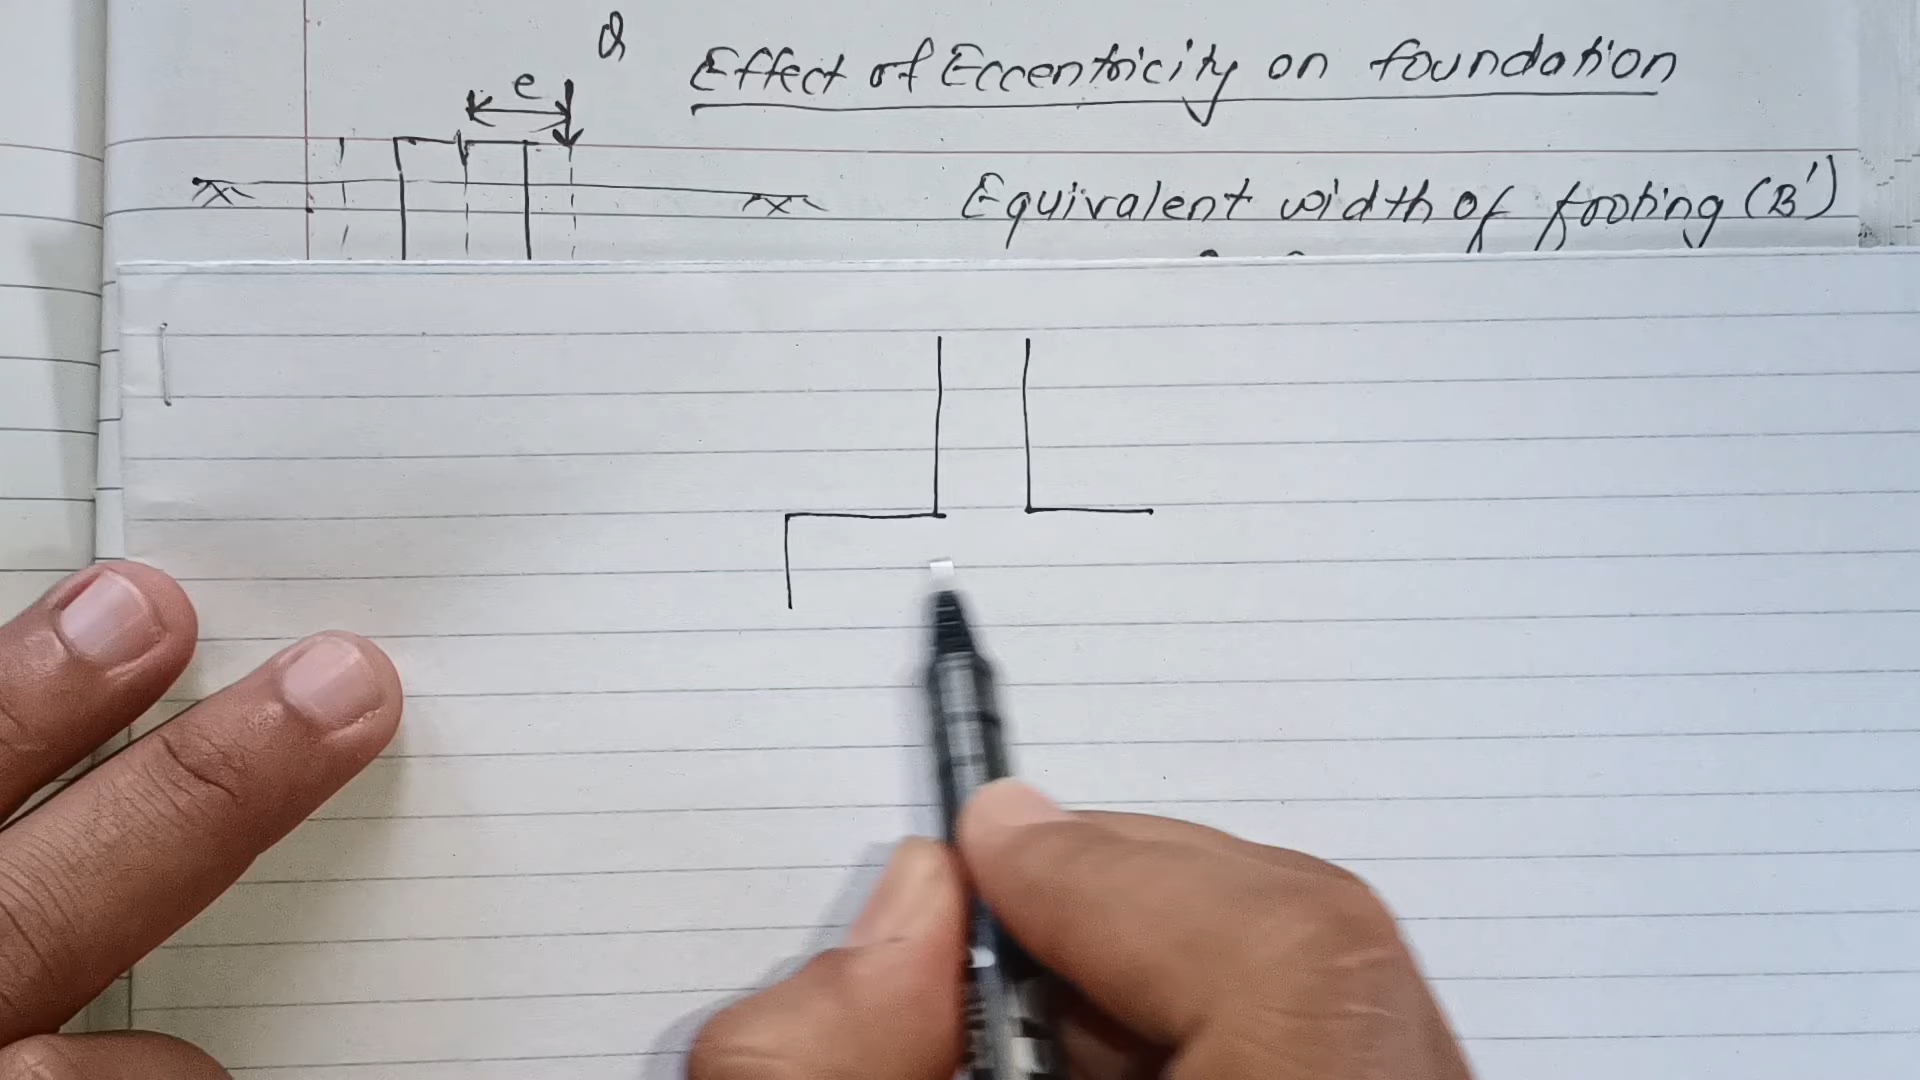 Q
e
Effect of Eccentricity on foundation
Equivalent width of footing (B')